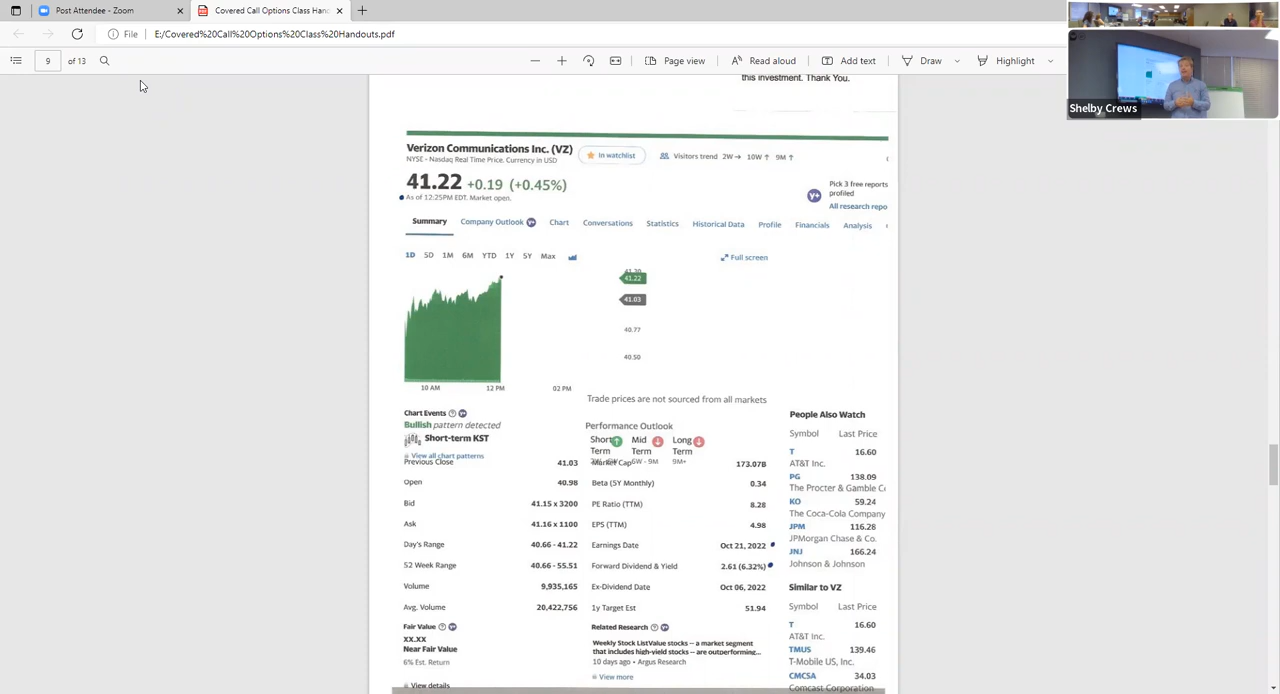 Post Attendee - Zoom
Covered Call Options Class Hand
File E:/Covered%20Call%20Options%20Class%20Handouts.pdf
9 of 13
Page view
Read aloud
Add text
Draw
Highlight
Shelby Crews
this investment. Thank You.
Verizon Communications Inc. (VZ)
NYSE - Nasdaq Real Time Price. Currency in USD
In watchlist
Visitors trend 2W→ 10W↑ 9M↑
41.22 +0.19 (+0.45%)
As of 12:25PM EDT. Market open.
Pick 3 free reports
profiled
All research repo
Summary Company Outlook Chart Conversations Statistics Historical Data Profile Financials Analysis
1D 5D 1M 6M YTD 1Y 5Y Max
Full screen
41.22
41.03
40.77
40.50
10 AM 12 PM 02 PM
Trade prices are not sourced from all markets
Chart Events
Bullish pattern detected
Short-term KST
View all chart patterns
Performance Outlook
Short Term
Mid Term 6W - 9M
Long Term 9M+
Previous Close 41.03
Open 40.98
Bid 41.15 x 3200
Ask 41.16 x 1100
Day's Range 40.66 - 41.22
52 Week Range 40.66 - 55.51
Volume 9,935,165
Avg. Volume 20,422,756
Market Cap 173.07B
Beta (5Y Monthly) 0.34
PE Ratio (TTM) 8.28
EPS (TTM) 4.98
Earnings Date Oct 21, 2022
Forward Dividend & Yield 2.61 (6.32%)
Ex-Dividend Date Oct 06, 2022
1y Target Est 51.94
Fair Value
XX.XX
Near Fair Value
6% Est. Return
View details
Related Research
Weekly Stock ListValue stocks -- a market segment
that includes high-yield stocks -- are outperforming...
10 days ago • Argus Research
View more
People Also Watch
Symbol Last Price
T 16.60
AT&T Inc.
PG 138.09
The Procter & Gamble Co
KO 59.24
The Coca-Cola Company
JPM 116.28
JPMorgan Chase & Co.
JNJ 166.24
Johnson & Johnson
Similar to VZ
Symbol Last Price
T 16.60
AT&T Inc.
TMUS 139.46
T-Mobile US, Inc.
CMCSA 34.03
Comcast Corporation